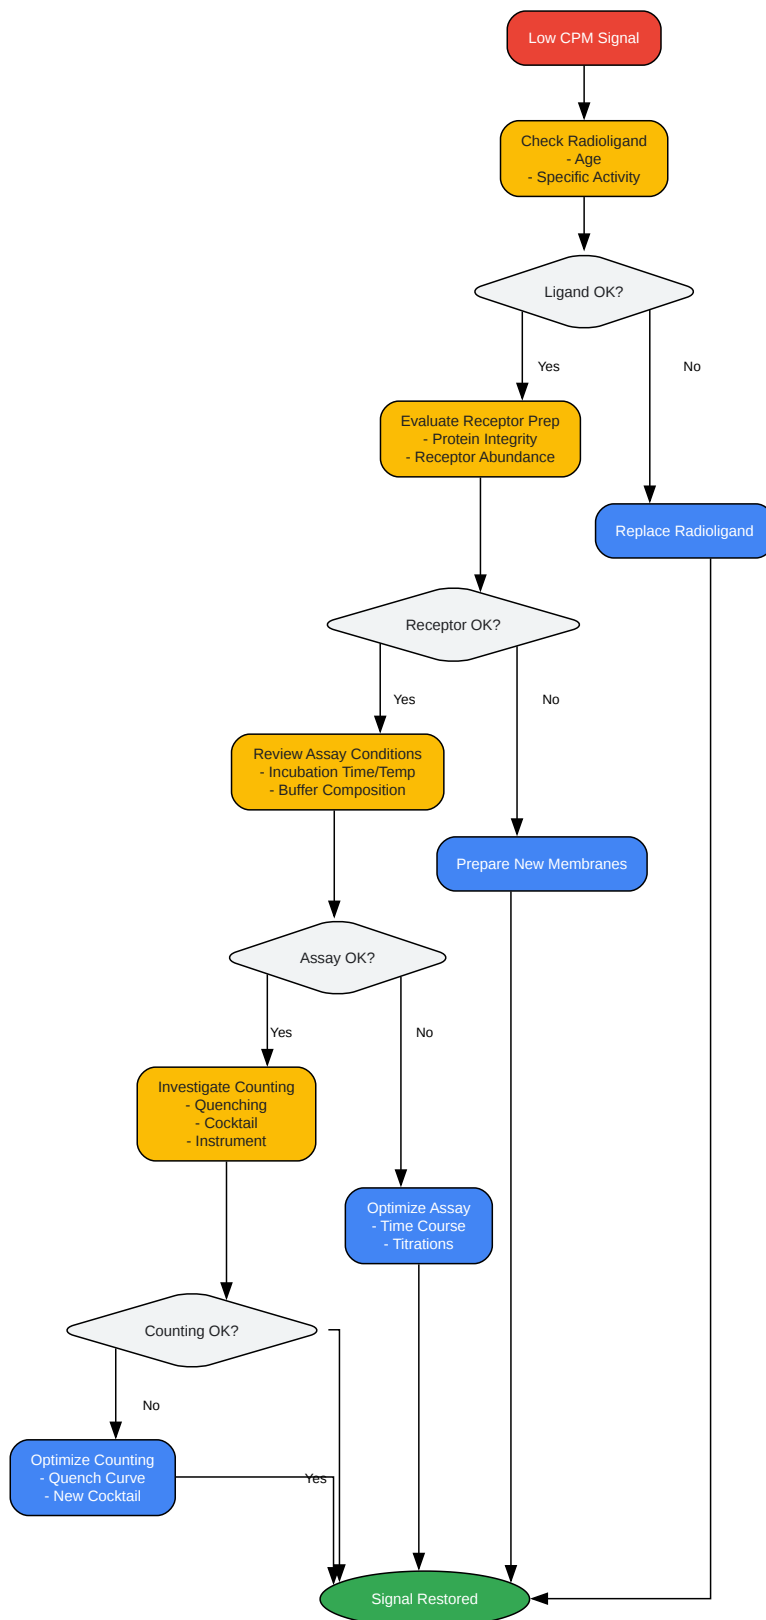 Low CPM Signal
Check Radioligand
- Age
- Specific Activity
Ligand OK?
Yes
No
Evaluate Receptor Prep
- Protein Integrity
- Receptor Abundance
Replace Radioligand
Receptor OK?
Yes
No
Review Assay Conditions
- Incubation Time/Temp
- Buffer Composition
Prepare New Membranes
Assay OK?
Yes
No
Investigate Counting
- Quenching
- Cocktail
- Instrument
Optimize Assay
- Time Course
- Titrations
Counting OK?
No
Optimize Counting
- Quench Curve
- New Cocktail
Yes
Signal Restored